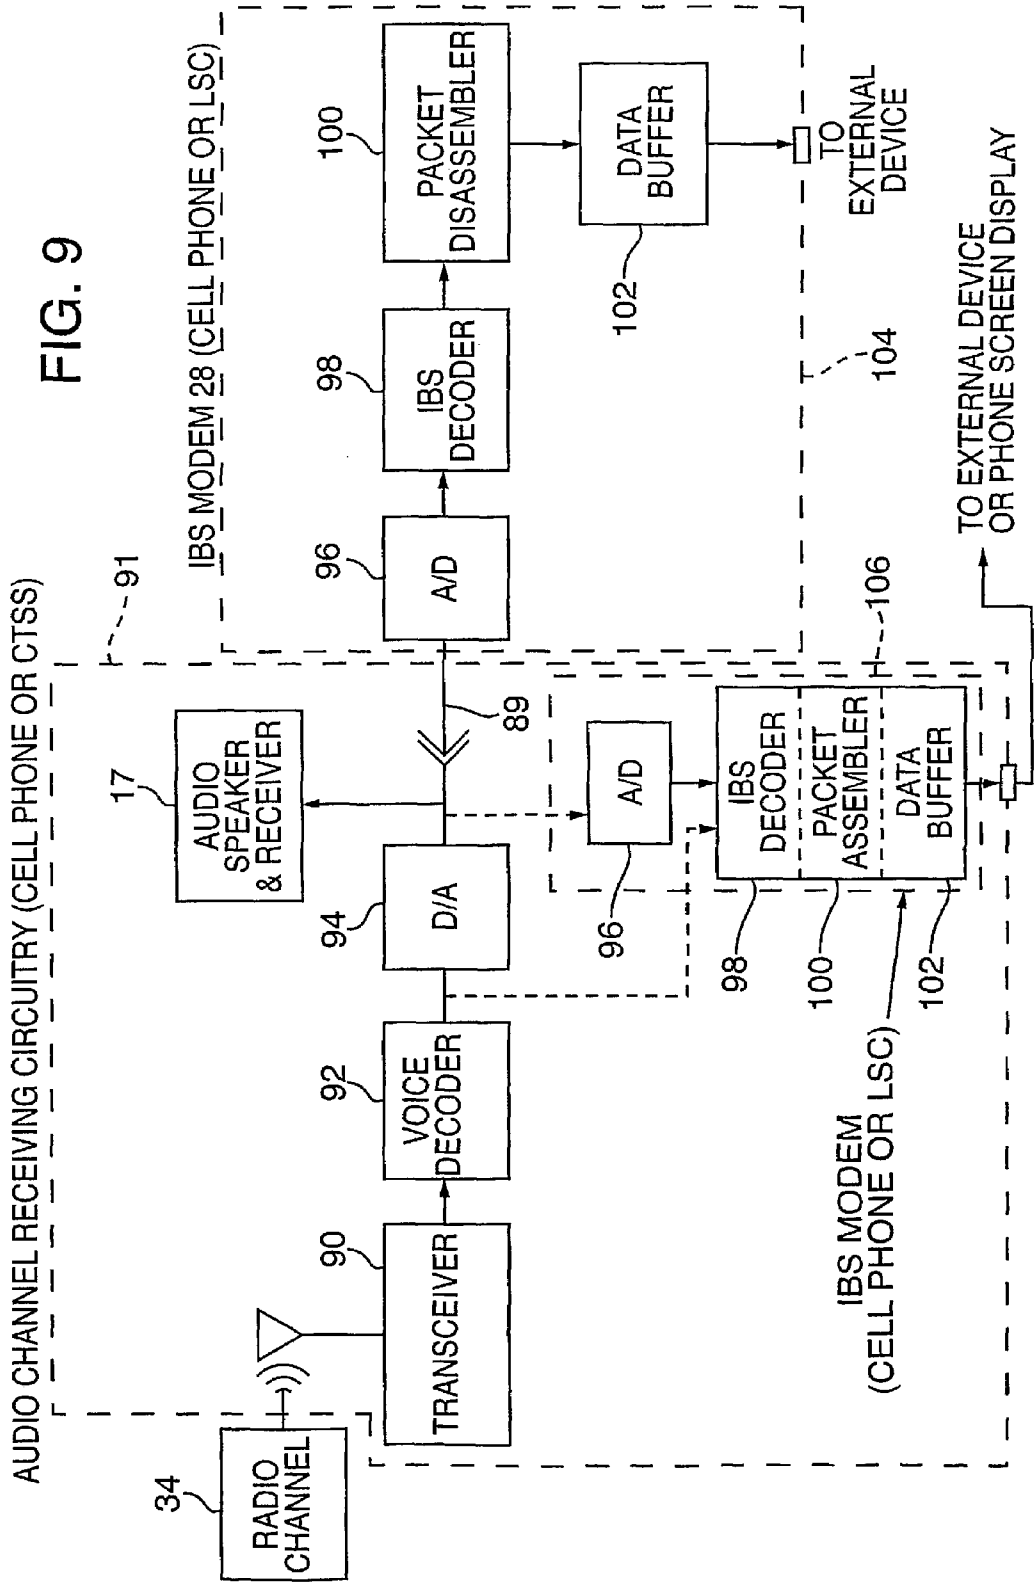 FIG. 9
AUDIO CHANNEL RECEIVING CIRCUITRY (CELL PHONE OR CTSS)
91
IBS MODEM 28 (CELL PHONE OR LSC)
34
RADIO
CHANNEL
90
TRANSCEIVER
92
VOICE
DECODER
94
D/A
17
AUDIO
SPEAKER
& RECEIVER
89
96
A/D
98
IBS
DECODER
100
PACKET
DISASSEMBLER
102
DATA
BUFFER
TO
EXTERNAL
DEVICE
104
96
A/D
106
98
IBS
DECODER
100
PACKET
ASSEMBLER
102
DATA
BUFFER
IBS MODEM
(CELL PHONE OR LSC)
TO EXTERNAL DEVICE
OR PHONE SCREEN DISPLAY